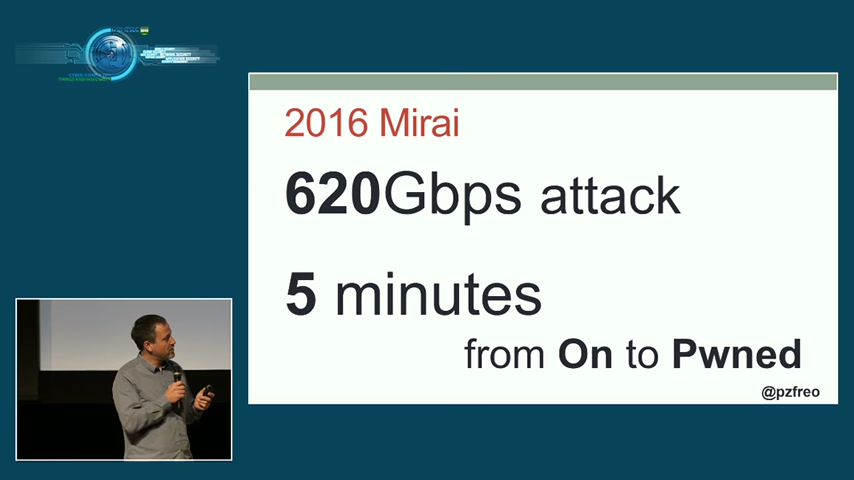 2016 Mirai
620Gbps attack
5 minutes
from On to Pwned
@pzfreo